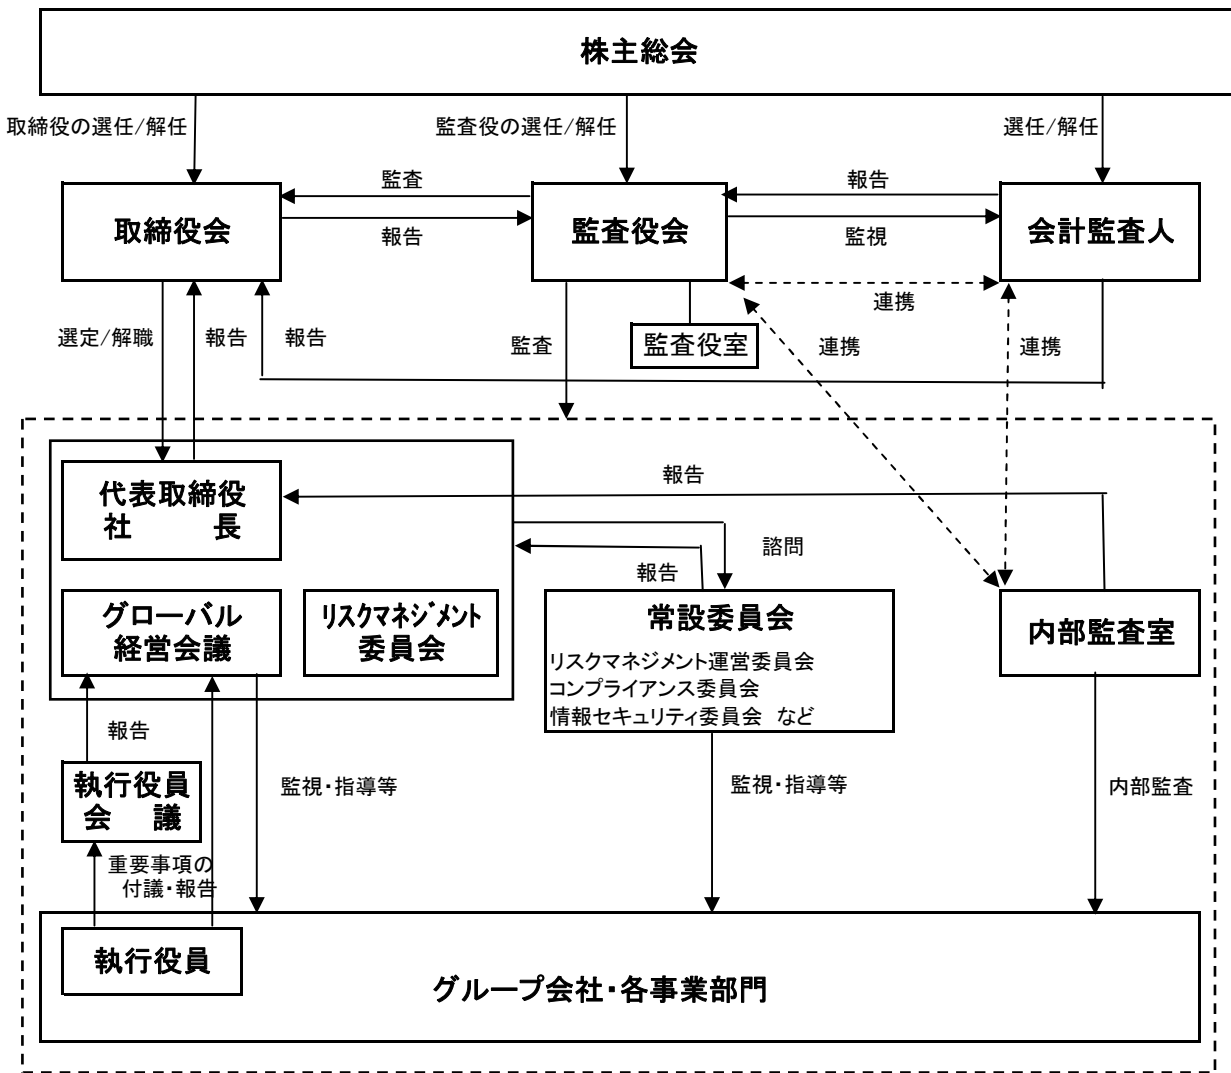 株主総会
取締役の選任/解任
監査役の選任/解任
選任/解任
監査
報告
取締役会
監査役会
会計監査人
報告
監視
連携
選定/解職
報告
報告
監査
監査役室
連携
連携
代表取締役
社 長
報告
諮問
報告
グローバル
経営会議
リスクマネジメント
委員会
常設委員会
リスクマネジメント運営委員会
コンプライアンス委員会
情報セキュリティ委員会 など
内部監査室
報告
執行役員
会 議
監視・指導等
監視・指導等
内部監査
重要事項の
付議・報告
執行役員
グループ会社・各事業部門